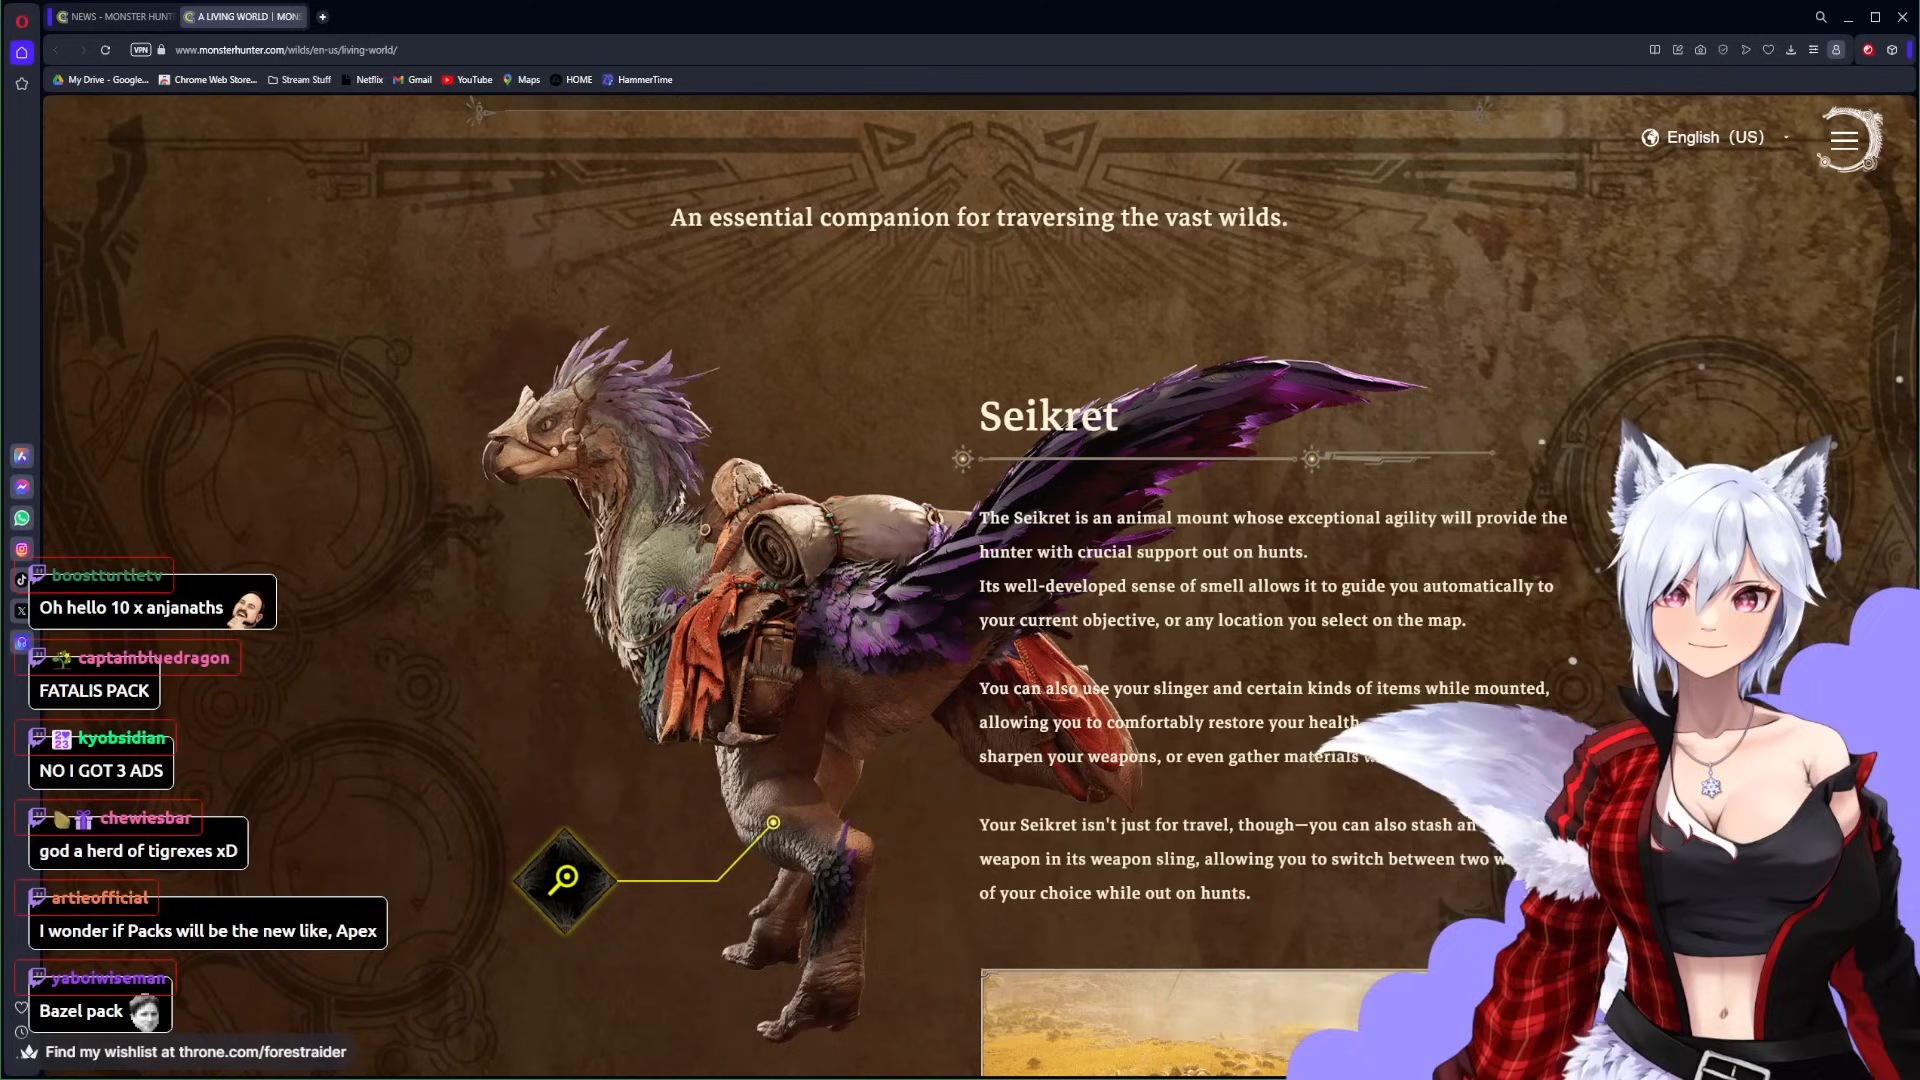 NEWS - MONSTER HUNT
A LIVING WORLD | MONS
VPN
www.monsterhunter.com/wilds/en-us/living-world/
My Drive - Google...
Chrome Web Store...
Stream Stuff
Netflix
Gmail
YouTube
Maps
HOME
HammerTime
English (US)
An essential companion for traversing the vast wilds.
Seikret
The Seikret is an animal mount whose exceptional agility will provide the
hunter with crucial support out on hunts.
Its well-developed sense of smell allows it to guide you automatically to
your current objective, or any location you select on the map.
You can also use your slinger and certain kinds of items while mounted,
allowing you to comfortably restore your health
sharpen your weapons, or even gather materials
Your Seikret isn't just for travel, though—you can also stash an
weapon in its weapon sling, allowing you to switch between two w
of your choice while out on hunts.
boostturtletv
Oh hello 10 x anjanaths
captainbluedragon
FATALIS PACK
2 23 kyobsidian
NO I GOT 3 ADS
chewiesbar
god a herd of tigrexes xD
artieofficial
I wonder if Packs will be the new like, Apex
yaboiwiseman
Bazel pack
Find my wishlist at throne.com/forestraider